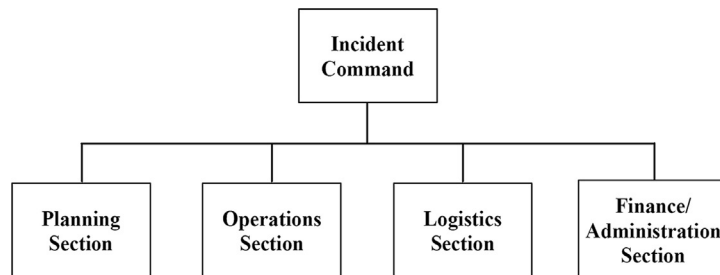 Incident
Command
Planning
Section
Operations
Section
Logistics
Section
Finance/
Administration
Section